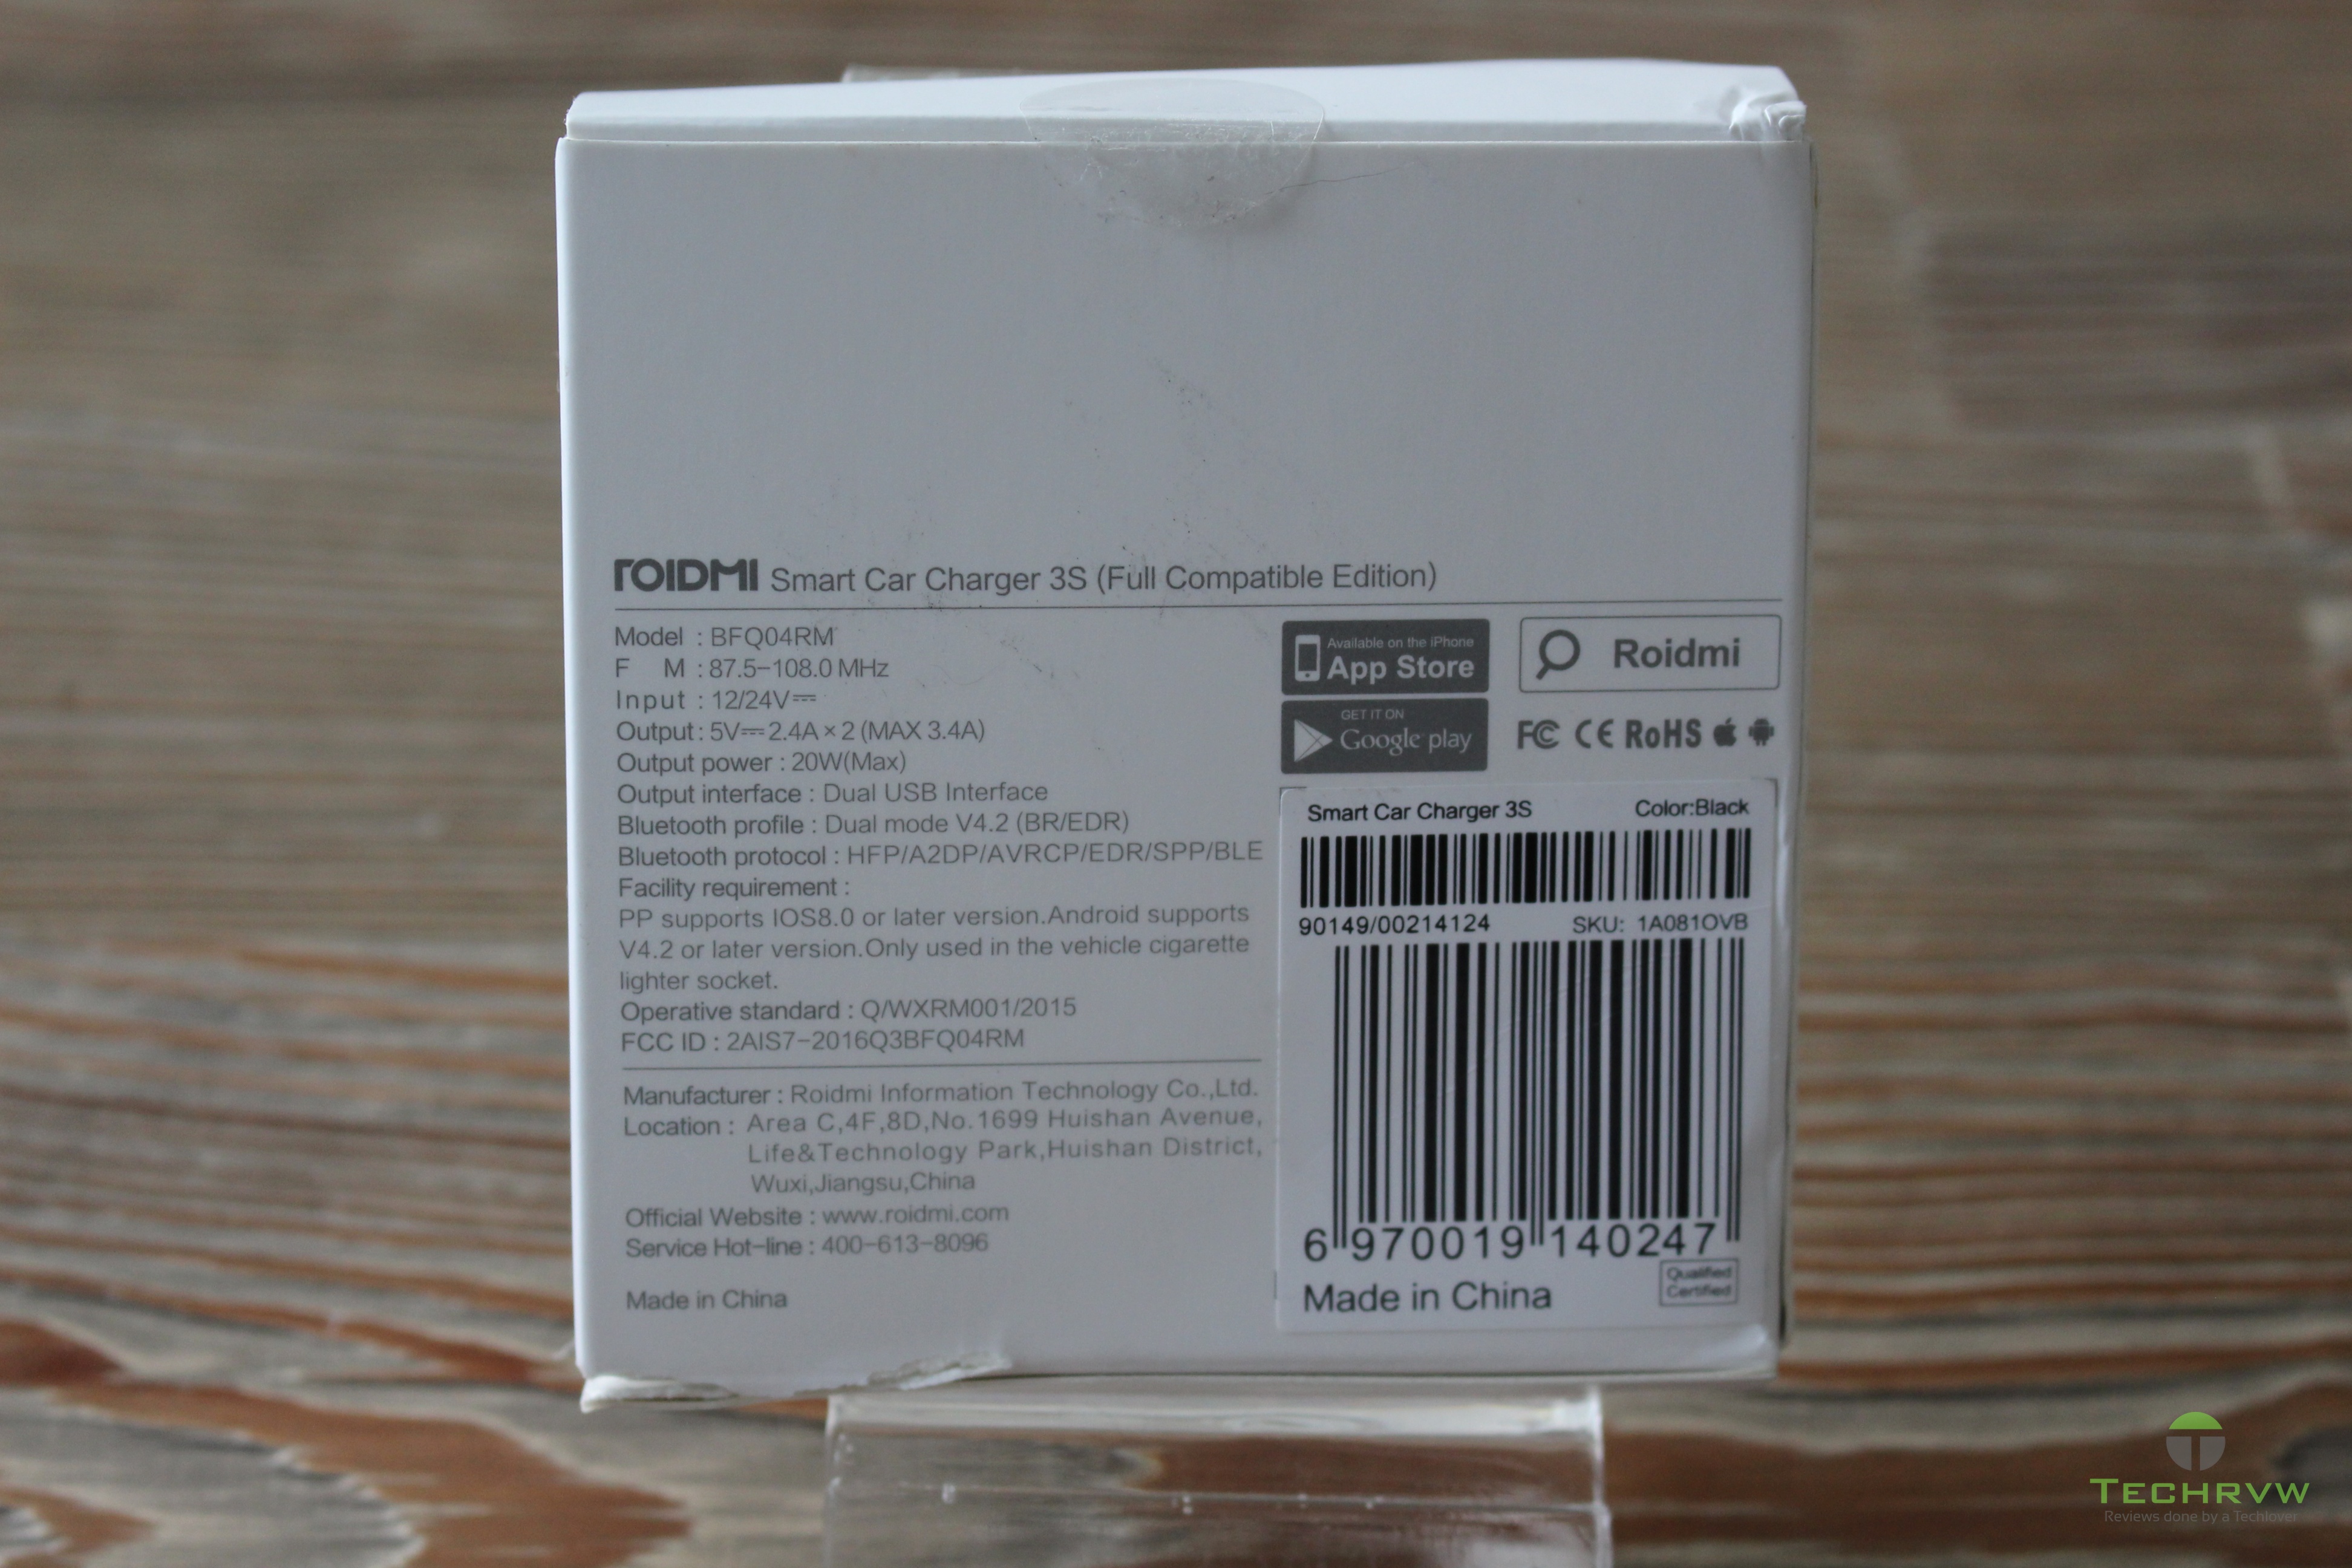 ROIDMI Smart Car Charger 3S (Full Compatible Edition)
Model : BFQ04RM
F M : 87.5-108.0 MHz
Input : 12/24V⎓
Output : 5V⎓2.4A×2 (MAX 3.4A)
Output power : 20W(Max)
Output interface : Dual USB Interface
Bluetooth profile : Dual mode V4.2 (BR/EDR)
Bluetooth protocol : HFP/A2DP/AVRCP/EDR/SPP/BLE
Facility requirement :
PP supports IOS8.0 or later version.Android supports
V4.2 or later version.Only used in the vehicle cigarette
lighter socket.
Operative standard : Q/WXRM001/2015
FCC ID : 2AIS7-2016Q3BFQ04RM
Manufacturer : Roidmi Information Technology Co.,Ltd.
Location : Area C,4F,8D,No.1699 Huishan Avenue,
Life&Technology Park,Huishan District,
Wuxi,Jiangsu,China
Official Website : www.roidmi.com
Service Hot-line : 400-613-8096
Made in China
Available on the iPhone
App Store
GET IT ON
Google play
Roidmi
FC CE RoHS
Smart Car Charger 3S Color:Black
90149/00214124 SKU: 1A081OVB
6 970019 140247
Made in China
Qualified
Certified
TECHRVW
Reviews done by a Techlover